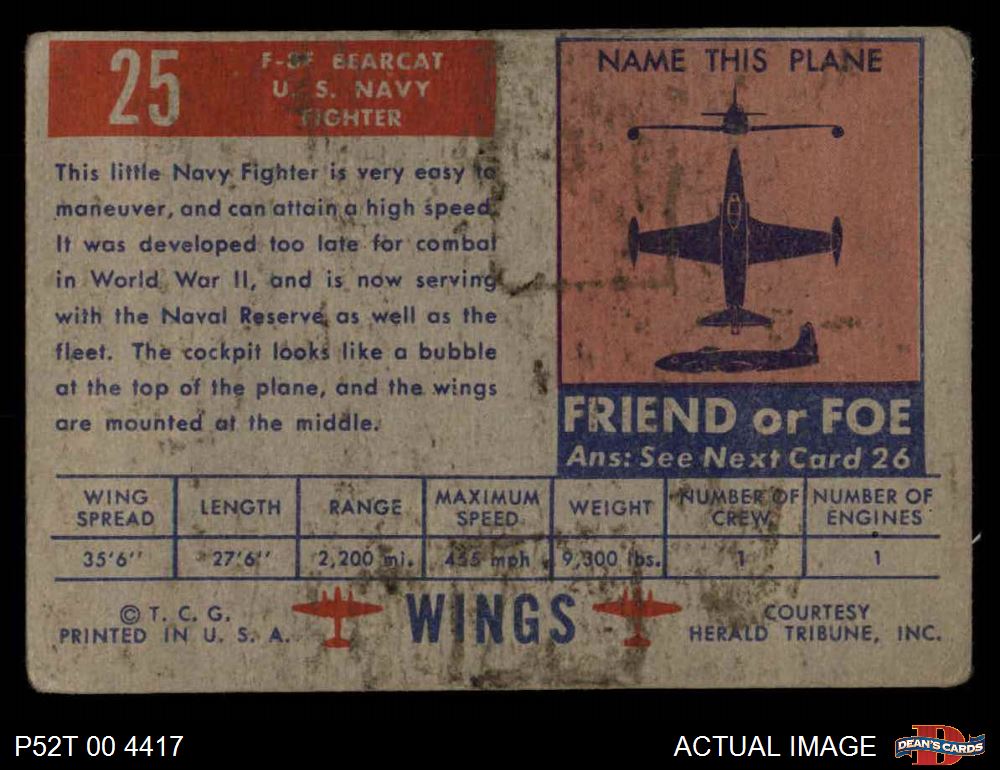 25
F-8F BEARCAT
U. S. NAVY
FIGHTER
This little Navy Fighter is very easy to
maneuver, and can attain a high speed.
It was developed too late for combat
in World War II, and is now serving
with the Naval Reserve as well as the
fleet. The cockpit looks like a bubble
at the top of the plane, and the wings
are mounted at the middle.
NAME THIS PLANE
FRIEND or FOE
Ans: See Next Card 26
WING SPREAD LENGTH RANGE MAXIMUM SPEED WEIGHT NUMBER OF CREW NUMBER OF ENGINES
35'6'' 27'6'' 2,200 mi. mph 9,300 lbs. 1 1
© T. C. G.
PRINTED IN U. S. A.
WINGS
COURTESY
HERALD TRIBUNE, INC.
P52T 00 4417
ACTUAL IMAGE
D
DEAN'S CARDS